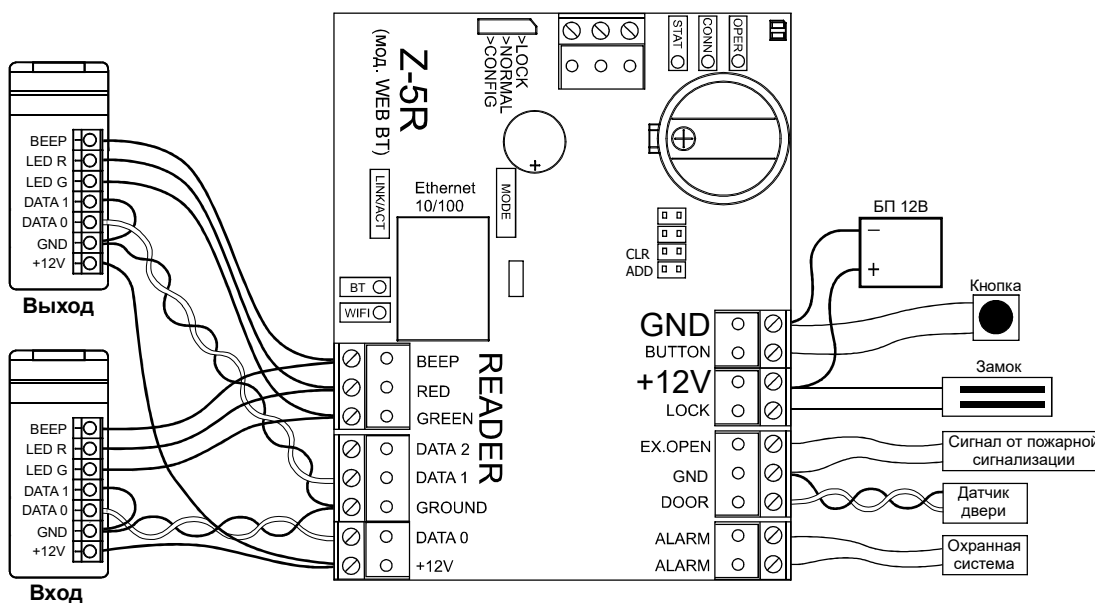 >LOCK
>NORMAL
>CONFIG
Z-5R
(мод. WEB BT)
STAT
CONN
OPER
BEEP
LED R
LED G
DATA 1
DATA 0
GND
+12V
Выход
LINK/ACT
Ethernet
10/100
MODE
CLR
ADD
BT
WIFI
БП 12В
–
+
+
Кнопка
Замок
Сигнал от пожарной
сигнализации
Датчик
двери
Охранная
система
BEEP
LED R
LED G
DATA 1
DATA 0
GND
+12V
Вход
READER
BEEP
RED
GREEN
DATA 2
DATA 1
GROUND
DATA 0
+12V
GND
BUTTON
+12V
LOCK
EX.OPEN
GND
DOOR
ALARM
ALARM